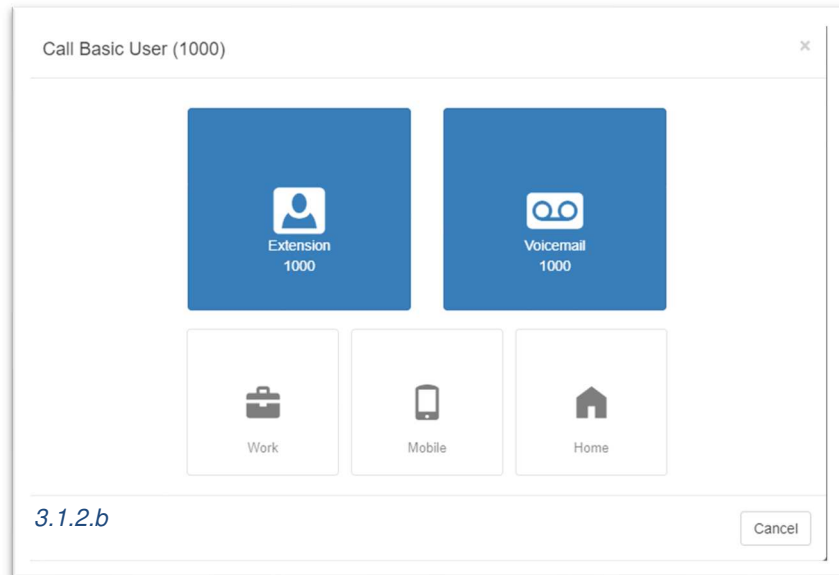 Call Basic User (1000)
×
Extension
1000
Voicemail
1000
Work
Mobile
Home
3.1.2.b
Cancel